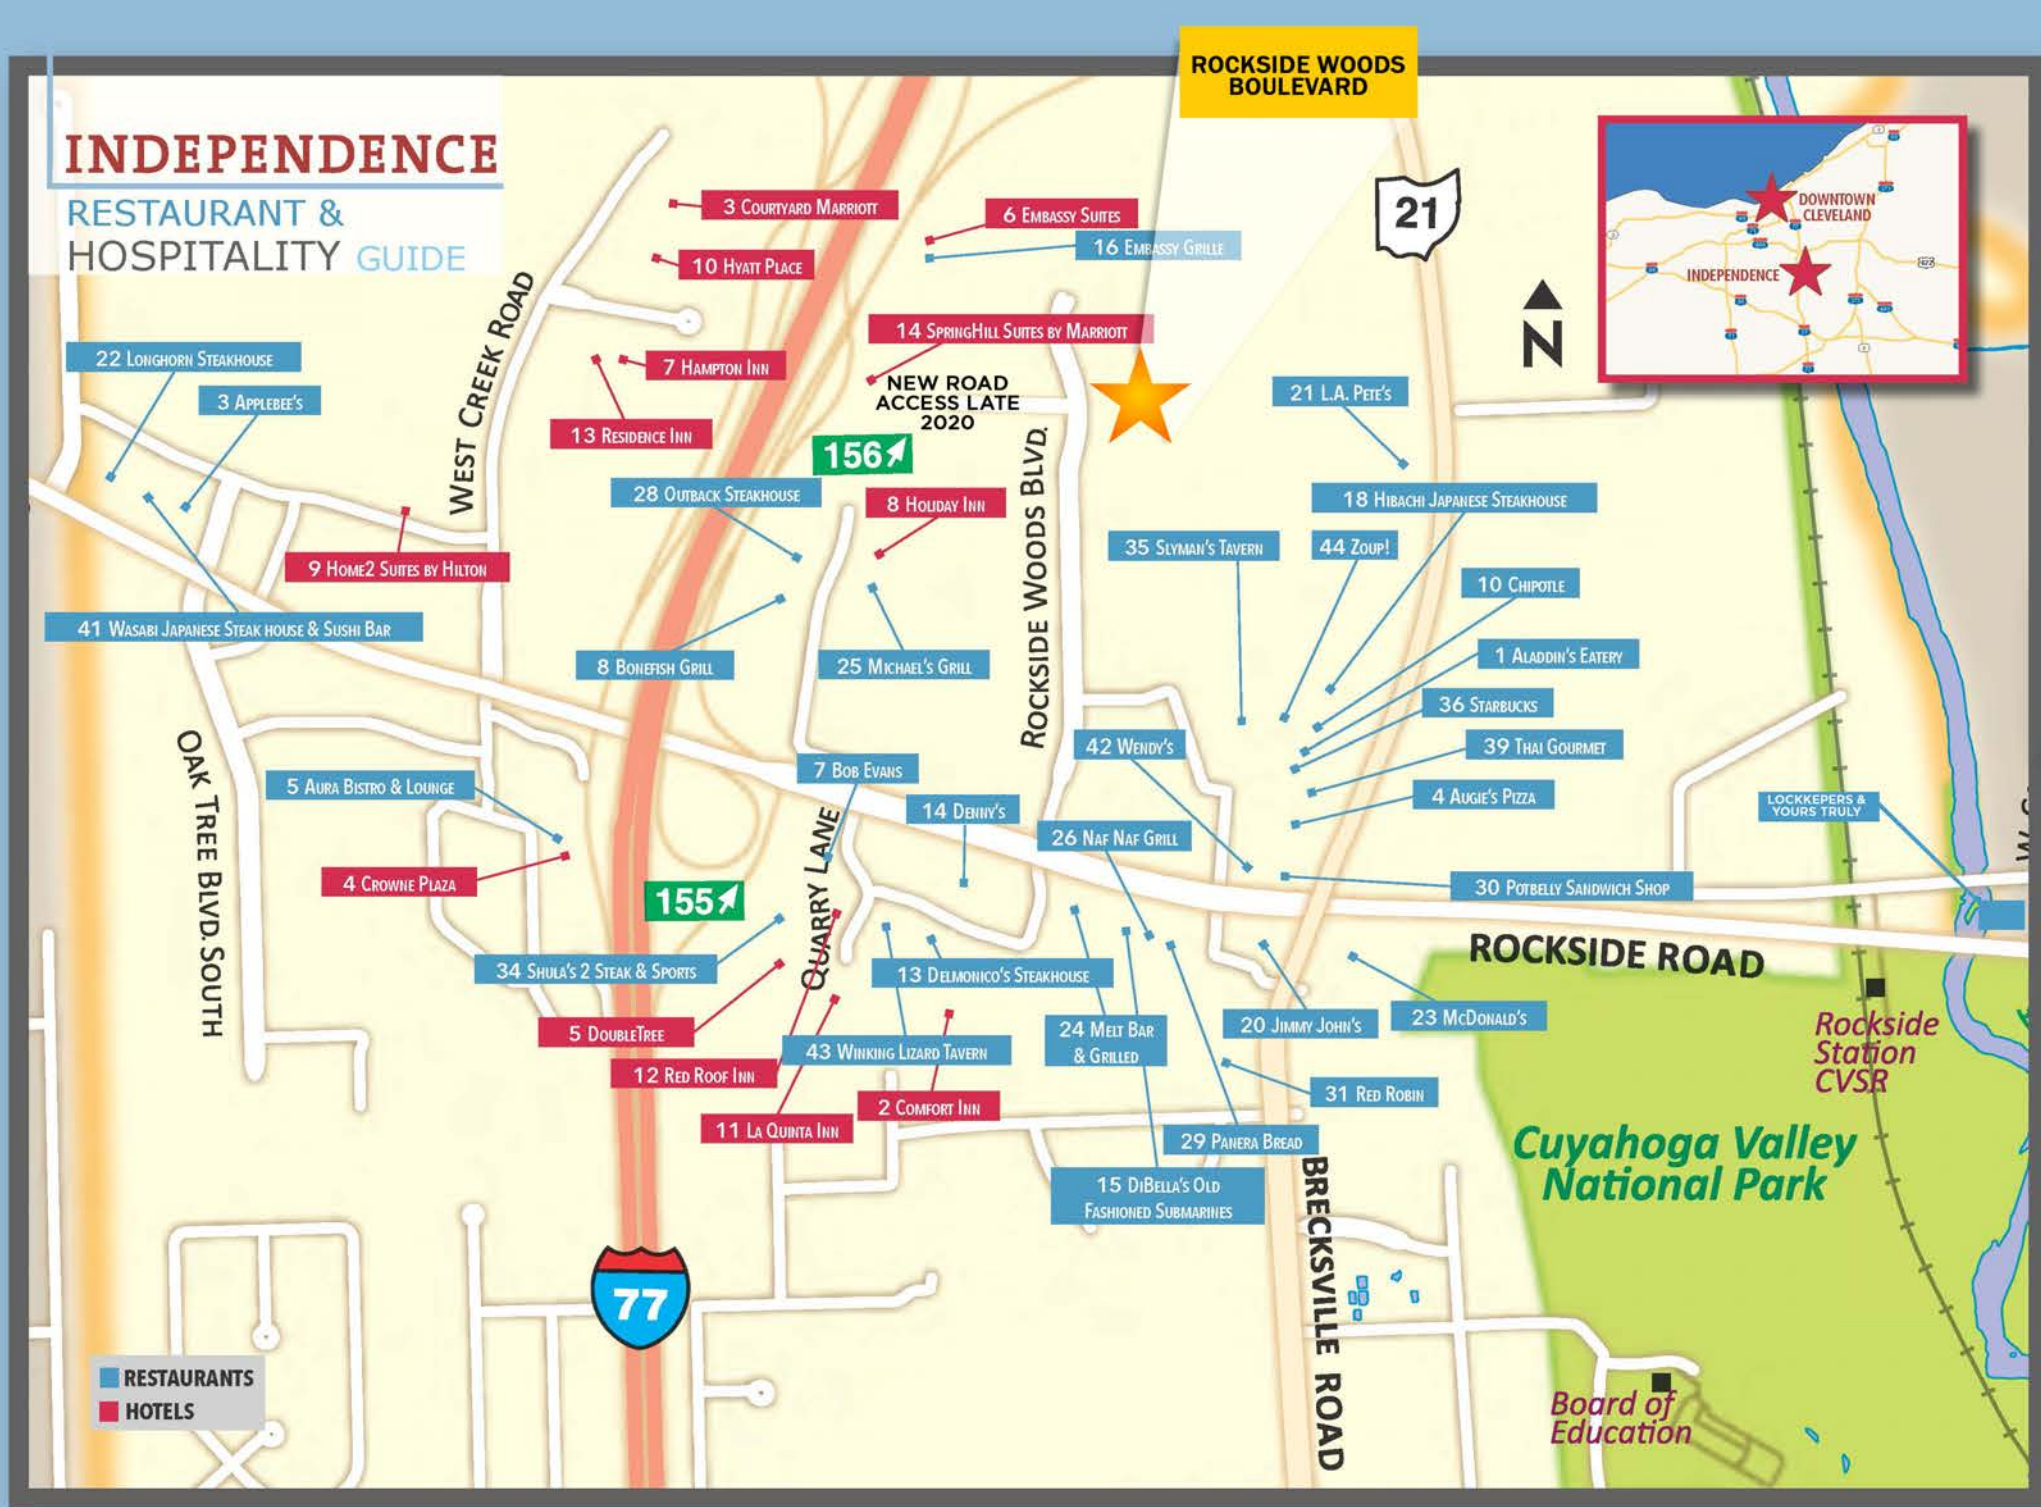 ROCKSIDE WOODS
BOULEVARD
INDEPENDENCE
RESTAURANT &
HOSPITALITY GUIDE
3 COURTYARD MARRIOTT
6 EMBASSY SUITES
16 EMBASSY GRILLE
10 HYATT PLACE
21
DOWNTOWN
CLEVELAND
INDEPENDENCE
N
14 SPRINGHILL SUITES BY MARRIOTT
22 LONGHORN STEAKHOUSE
3 APPLEBEE'S
WEST CREEK ROAD
7 HAMPTON INN
NEW ROAD
ACCESS LATE
2020
21 L.A. PETE'S
13 RESIDENCE INN
156
28 OUTBACK STEAKHOUSE
8 HOLIDAY INN
18 HIBACHI JAPANESE STEAKHOUSE
35 SLYMAN'S TAVERN
44 ZOUP!
9 HOME2 SUITES BY HILTON
10 CHIPOTLE
41 WASABI JAPANESE STEAK HOUSE & SUSHI BAR
ROCKSIDE WOODS BLVD.
8 BONEFISH GRILL
25 MICHAEL'S GRILL
1 ALADDIN'S EATERY
36 STARBUCKS
42 WENDY'S
39 THAI GOURMET
OAK TREE BLVD. SOUTH
5 AURA BISTRO & LOUNGE
7 BOB EVANS
4 AUGIE'S PIZZA
14 DENNY'S
LOCKKEPERS &
YOURS TRULY
26 NAF NAF GRILL
QUARRY LANE
4 CROWNE PLAZA
155
30 POTBELLY SANDWICH SHOP
ROCKSIDE ROAD
34 SHULA'S 2 STEAK & SPORTS
13 DELMONICO'S STEAKHOUSE
5 DOUBLETREE
24 MELT BAR
& GRILLED
20 JIMMY JOHN'S
23 MCDONALD'S
Rockside
Station
CVSR
43 WINKING LIZARD TAVERN
12 RED ROOF INN
31 RED ROBIN
2 COMFORT INN
11 LA QUINTA INN
29 PANERA BREAD
Cuyahoga Valley
National Park
15 DIBELLA'S OLD
FASHIONED SUBMARINES
BRECKSVILLE ROAD
77
RESTAURANTS
HOTELS
Board of
Education